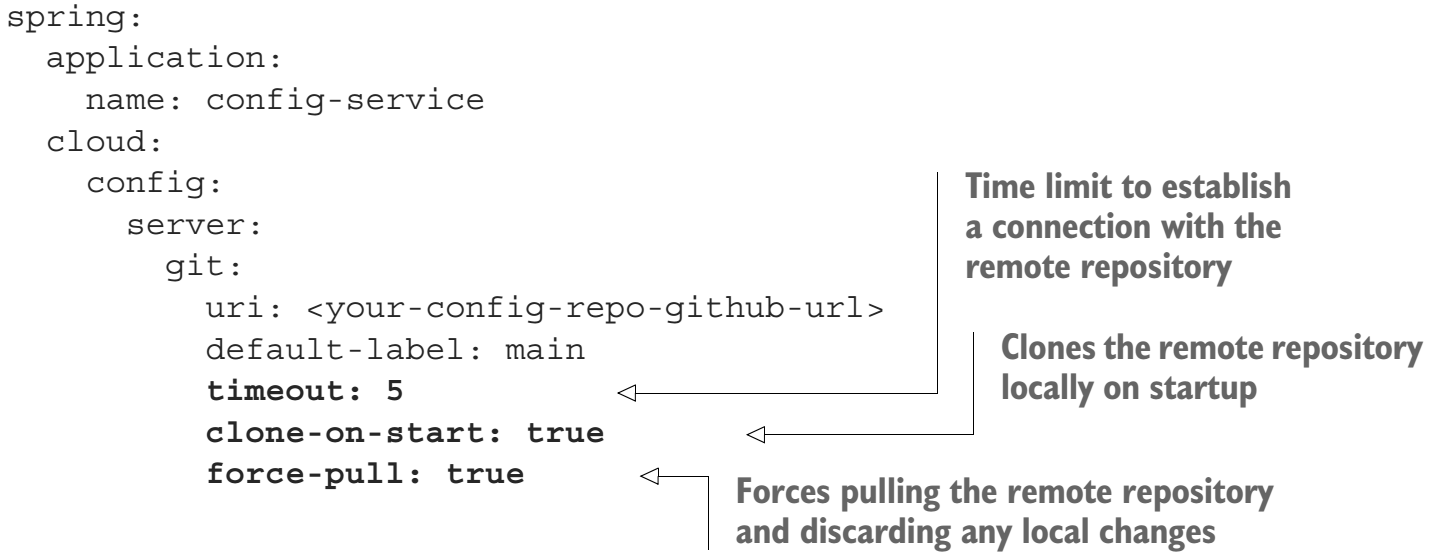 spring:
  application:
    name: config-service
  cloud:
    config:
      server:
        git:
          uri: <your-config-repo-github-url>
          default-label: main
          timeout: 5
          clone-on-start: true
          force-pull: true
Time limit to establish
a connection with the
remote repository
Clones the remote repository
locally on startup
Forces pulling the remote repository
and discarding any local changes